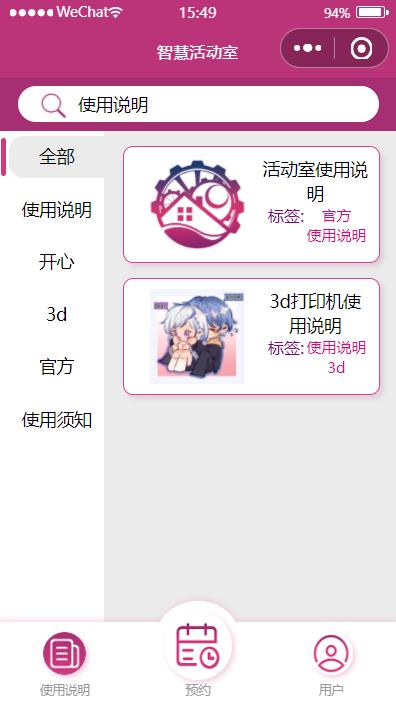 WeChat 15:49 94%
智慧活动室
使用说明
全部
使用说明
开心
3d
官方
使用须知
活动室使用说
明
标签: 官方
使用说明
3d打印机使
用说明
标签: 使用说明
3d
使用说明 预约 用户